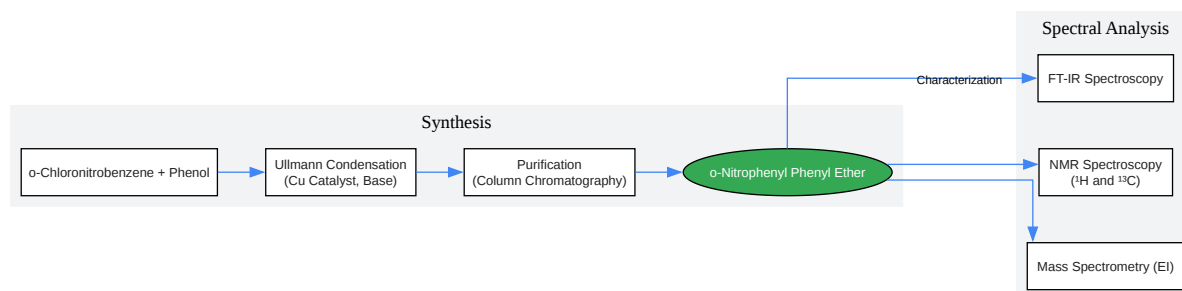 Spectral Analysis
FT-IR Spectroscopy
Characterization
Synthesis
o-Chloronitrobenzene + Phenol
Ullmann Condensation
(Cu Catalyst, Base)
Purification
(Column Chromatography)
o-Nitrophenyl Phenyl Ether
NMR Spectroscopy
(¹H and ¹³C)
Mass Spectrometry (EI)